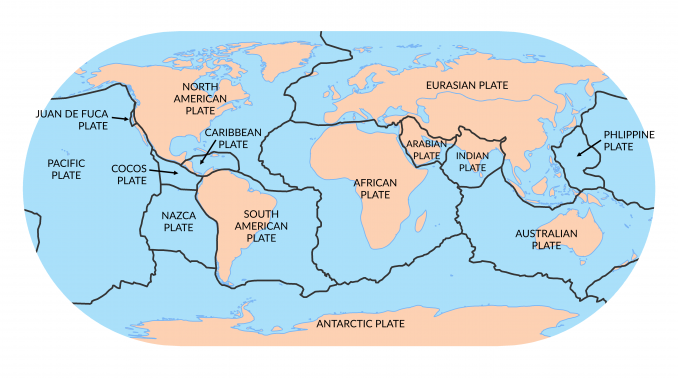 NORTH
AMERICAN
PLATE
EURASIAN PLATE
JUAN DE FUCA
PLATE
CARIBBEAN
PLATE
PHLIPPINE
PLATE
ARABIAN
PLATE
INDIAN
PLATE
PACIFIC
PLATE
COCOS
PLATE
AFRICAN
PLATE
NAZCA
PLATE
SOUTH
AMERICAN
PLATE
AUSTRALIAN
PLATE
ANTARCTIC PLATE